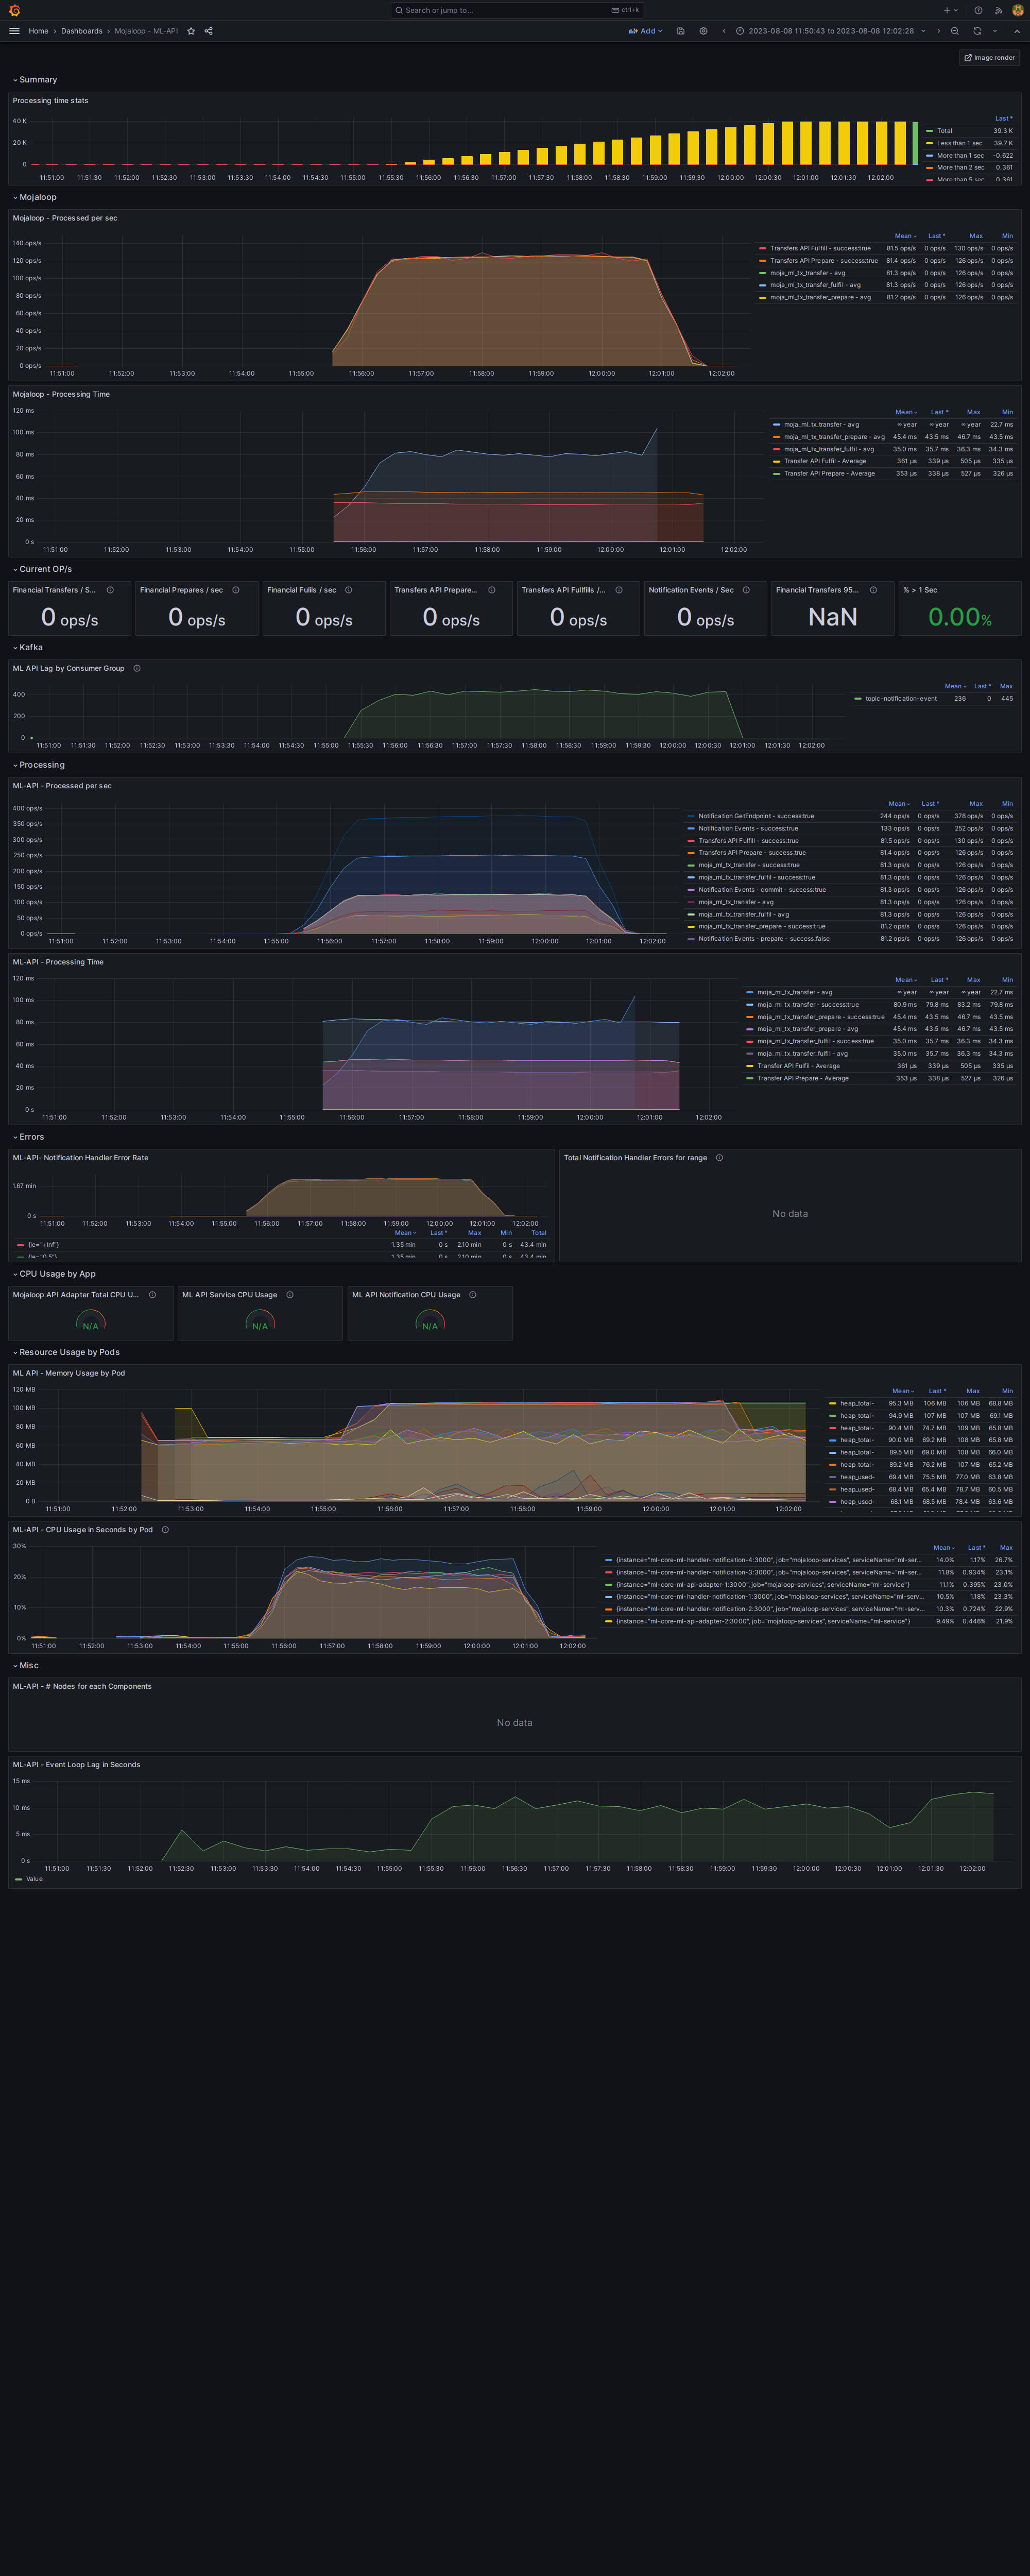 Search or jump to... ctrl+k
Home › Dashboards › Mojaloop - ML-API Add 2023-08-08 11:50:43 to 2023-08-08 12:02:28
Image render
Summary
Processing time stats
40 K
20 K
0
11:51:00 11:51:30 11:52:00 11:52:30 11:53:00 11:53:30 11:54:00 11:54:30 11:55:00 11:55:30 11:56:00 11:56:30 11:57:00 11:57:30 11:58:00 11:58:30 11:59:00 11:59:30 12:00:00 12:00:30 12:01:00 12:01:30 12:02:00
Last *
Total 39.3 K
Less than 1 sec 39.7 K
More than 1 sec -0.622
More than 2 sec 0.361
More than 5 sec 0.361
Mojaloop
Mojaloop - Processed per sec
140 ops/s
120 ops/s
100 ops/s
80 ops/s
60 ops/s
40 ops/s
20 ops/s
0 ops/s
11:51:00 11:52:00 11:53:00 11:54:00 11:55:00 11:56:00 11:57:00 11:58:00 11:59:00 12:00:00 12:01:00 12:02:00
Mean Last * Max Min
Transfers API Fulfil - success:true 81.5 ops/s 0 ops/s 130 ops/s 0 ops/s
Transfers API Prepare - success:true 81.4 ops/s 0 ops/s 126 ops/s 0 ops/s
moja_ml_tx_transfer - avg 81.3 ops/s 0 ops/s 126 ops/s 0 ops/s
moja_ml_tx_transfer_fulfil - avg 81.3 ops/s 0 ops/s 126 ops/s 0 ops/s
moja_ml_tx_transfer_prepare - avg 81.2 ops/s 0 ops/s 126 ops/s 0 ops/s
Mojaloop - Processing Time
120 ms
100 ms
80 ms
60 ms
40 ms
20 ms
0 s
11:51:00 11:52:00 11:53:00 11:54:00 11:55:00 11:56:00 11:57:00 11:58:00 11:59:00 12:00:00 12:01:00 12:02:00
Mean Last * Max Min
moja_ml_tx_transfer - avg ∞ year ∞ year ∞ year 22.7 ms
moja_ml_tx_transfer_prepare - avg 45.4 ms 43.5 ms 46.7 ms 43.5 ms
moja_ml_tx_transfer_fulfil - avg 35.0 ms 35.7 ms 36.3 ms 34.3 ms
Transfer API Fulfil - Average 361 µs 339 µs 505 µs 335 µs
Transfer API Prepare - Average 353 µs 338 µs 527 µs 326 µs
Current OP/s
Financial Transfers / S... Financial Prepares / sec Financial Fulils / sec Transfers API Prepare... Transfers API Fullfills /... Notification Events / Sec Financial Transfers 95... % > 1 Sec
0 ops/s 0 ops/s 0 ops/s 0 ops/s 0 ops/s 0 ops/s NaN 0.00%
Kafka
ML API Lag by Consumer Group
400
200
0
11:51:00 11:51:30 11:52:00 11:52:30 11:53:00 11:53:30 11:54:00 11:54:30 11:55:00 11:55:30 11:56:00 11:56:30 11:57:00 11:57:30 11:58:00 11:58:30 11:59:00 11:59:30 12:00:00 12:00:30 12:01:00 12:01:30 12:02:00
Mean Last * Max
topic-notification-event 236 0 445
Processing
ML-API - Processed per sec
400 ops/s
350 ops/s
300 ops/s
250 ops/s
200 ops/s
150 ops/s
100 ops/s
50 ops/s
0 ops/s
11:51:00 11:52:00 11:53:00 11:54:00 11:55:00 11:56:00 11:57:00 11:58:00 11:59:00 12:00:00 12:01:00 12:02:00
Mean Last * Max Min
Notification GetEndpoint - success:true 244 ops/s 0 ops/s 378 ops/s 0 ops/s
Notification Events - success:true 133 ops/s 0 ops/s 252 ops/s 0 ops/s
Transfers API Fulfil - success:true 81.5 ops/s 0 ops/s 130 ops/s 0 ops/s
Transfers API Prepare - success:true 81.4 ops/s 0 ops/s 126 ops/s 0 ops/s
moja_ml_tx_transfer - success:true 81.3 ops/s 0 ops/s 126 ops/s 0 ops/s
moja_ml_tx_transfer_fulfil - success:true 81.3 ops/s 0 ops/s 126 ops/s 0 ops/s
Notification Events - commit - success:true 81.3 ops/s 0 ops/s 126 ops/s 0 ops/s
moja_ml_tx_transfer - avg 81.3 ops/s 0 ops/s 126 ops/s 0 ops/s
moja_ml_tx_transfer_fulfil - avg 81.3 ops/s 0 ops/s 126 ops/s 0 ops/s
moja_ml_tx_transfer_prepare - success:true 81.2 ops/s 0 ops/s 126 ops/s 0 ops/s
Notification Events - prepare - success:false 81.2 ops/s 0 ops/s 126 ops/s 0 ops/s
ML-API - Processing Time
120 ms
100 ms
80 ms
60 ms
40 ms
20 ms
0 s
11:51:00 11:52:00 11:53:00 11:54:00 11:55:00 11:56:00 11:57:00 11:58:00 11:59:00 12:00:00 12:01:00 12:02:00
Mean Last * Max Min
moja_ml_tx_transfer - avg ∞ year ∞ year ∞ year 22.7 ms
moja_ml_tx_transfer - success:true 80.9 ms 79.8 ms 83.2 ms 79.8 ms
moja_ml_tx_transfer_prepare - success:true 45.4 ms 43.5 ms 46.7 ms 43.5 ms
moja_ml_tx_transfer_prepare - avg 45.4 ms 43.5 ms 46.7 ms 43.5 ms
moja_ml_tx_transfer_fulfil - success:true 35.0 ms 35.7 ms 36.3 ms 34.3 ms
moja_ml_tx_transfer_fulfil - avg 35.0 ms 35.7 ms 36.3 ms 34.3 ms
Transfer API Fulfil - Average 361 µs 339 µs 505 µs 335 µs
Transfer API Prepare - Average 353 µs 338 µs 527 µs 326 µs
Errors
ML-API- Notification Handler Error Rate
1.67 min
0 s
11:51:00 11:52:00 11:53:00 11:54:00 11:55:00 11:56:00 11:57:00 11:58:00 11:59:00 12:00:00 12:01:00 12:02:00
Mean Last * Max Min Total
{le="+Inf"} 1.35 min 0 s 2.10 min 0 s 43.4 min
{le="0.5"} 1.35 min 0 s 2.10 min 0 s 43.4 min
Total Notification Handler Errors for range
No data
CPU Usage by App
Mojaloop API Adapter Total CPU U... ML API Service CPU Usage ML API Notification CPU Usage
N/A N/A N/A
Resource Usage by Pods
ML API - Memory Usage by Pod
120 MB
100 MB
80 MB
60 MB
40 MB
20 MB
0 B
11:51:00 11:52:00 11:53:00 11:54:00 11:55:00 11:56:00 11:57:00 11:58:00 11:59:00 12:00:00 12:01:00 12:02:00
Mean Last * Max Min
heap_total- 95.3 MB 106 MB 106 MB 68.8 MB
heap_total- 94.9 MB 107 MB 107 MB 69.1 MB
heap_total- 90.4 MB 74.7 MB 108 MB 65.8 MB
heap_total- 90.0 MB 69.2 MB 108 MB 65.8 MB
heap_total- 89.5 MB 69.0 MB 108 MB 66.0 MB
heap_total- 89.2 MB 76.2 MB 107 MB 65.2 MB
heap_used- 69.4 MB 75.5 MB 77.0 MB 63.8 MB
heap_used- 68.4 MB 65.4 MB 78.7 MB 60.5 MB
heap_used- 68.1 MB 68.5 MB 78.4 MB 63.6 MB
ML-API - CPU Usage in Seconds by Pod
30%
20%
10%
0%
11:51:00 11:52:00 11:53:00 11:54:00 11:55:00 11:56:00 11:57:00 11:58:00 11:59:00 12:00:00 12:01:00 12:02:00
Mean Last * Max
{instance="ml-core-ml-handler-notification-4:3000", job="mojaloop-services", serviceName="ml-ser... 14.0% 1.17% 26.7%
{instance="ml-core-ml-handler-notification-3:3000", job="mojaloop-services", serviceName="ml-ser... 11.8% 0.934% 23.1%
{instance="ml-core-ml-api-adapter-1:3000", job="mojaloop-services", serviceName="ml-service"} 11.1% 0.395% 23.0%
{instance="ml-core-ml-handler-notification-1:3000", job="mojaloop-services", serviceName="ml-serv... 10.5% 1.18% 23.3%
{instance="ml-core-ml-handler-notification-2:3000", job="mojaloop-services", serviceName="ml-serv... 10.3% 0.724% 22.9%
{instance="ml-core-ml-api-adapter-2:3000", job="mojaloop-services", serviceName="ml-service"} 9.49% 0.446% 21.9%
Misc
ML-API - # Nodes for each Components
No data
ML-API - Event Loop Lag in Seconds
15 ms
10 ms
5 ms
0 s
11:51:00 11:51:30 11:52:00 11:52:30 11:53:00 11:53:30 11:54:00 11:54:30 11:55:00 11:55:30 11:56:00 11:56:30 11:57:00 11:57:30 11:58:00 11:58:30 11:59:00 11:59:30 12:00:00 12:00:30 12:01:00 12:01:30 12:02:00
Value